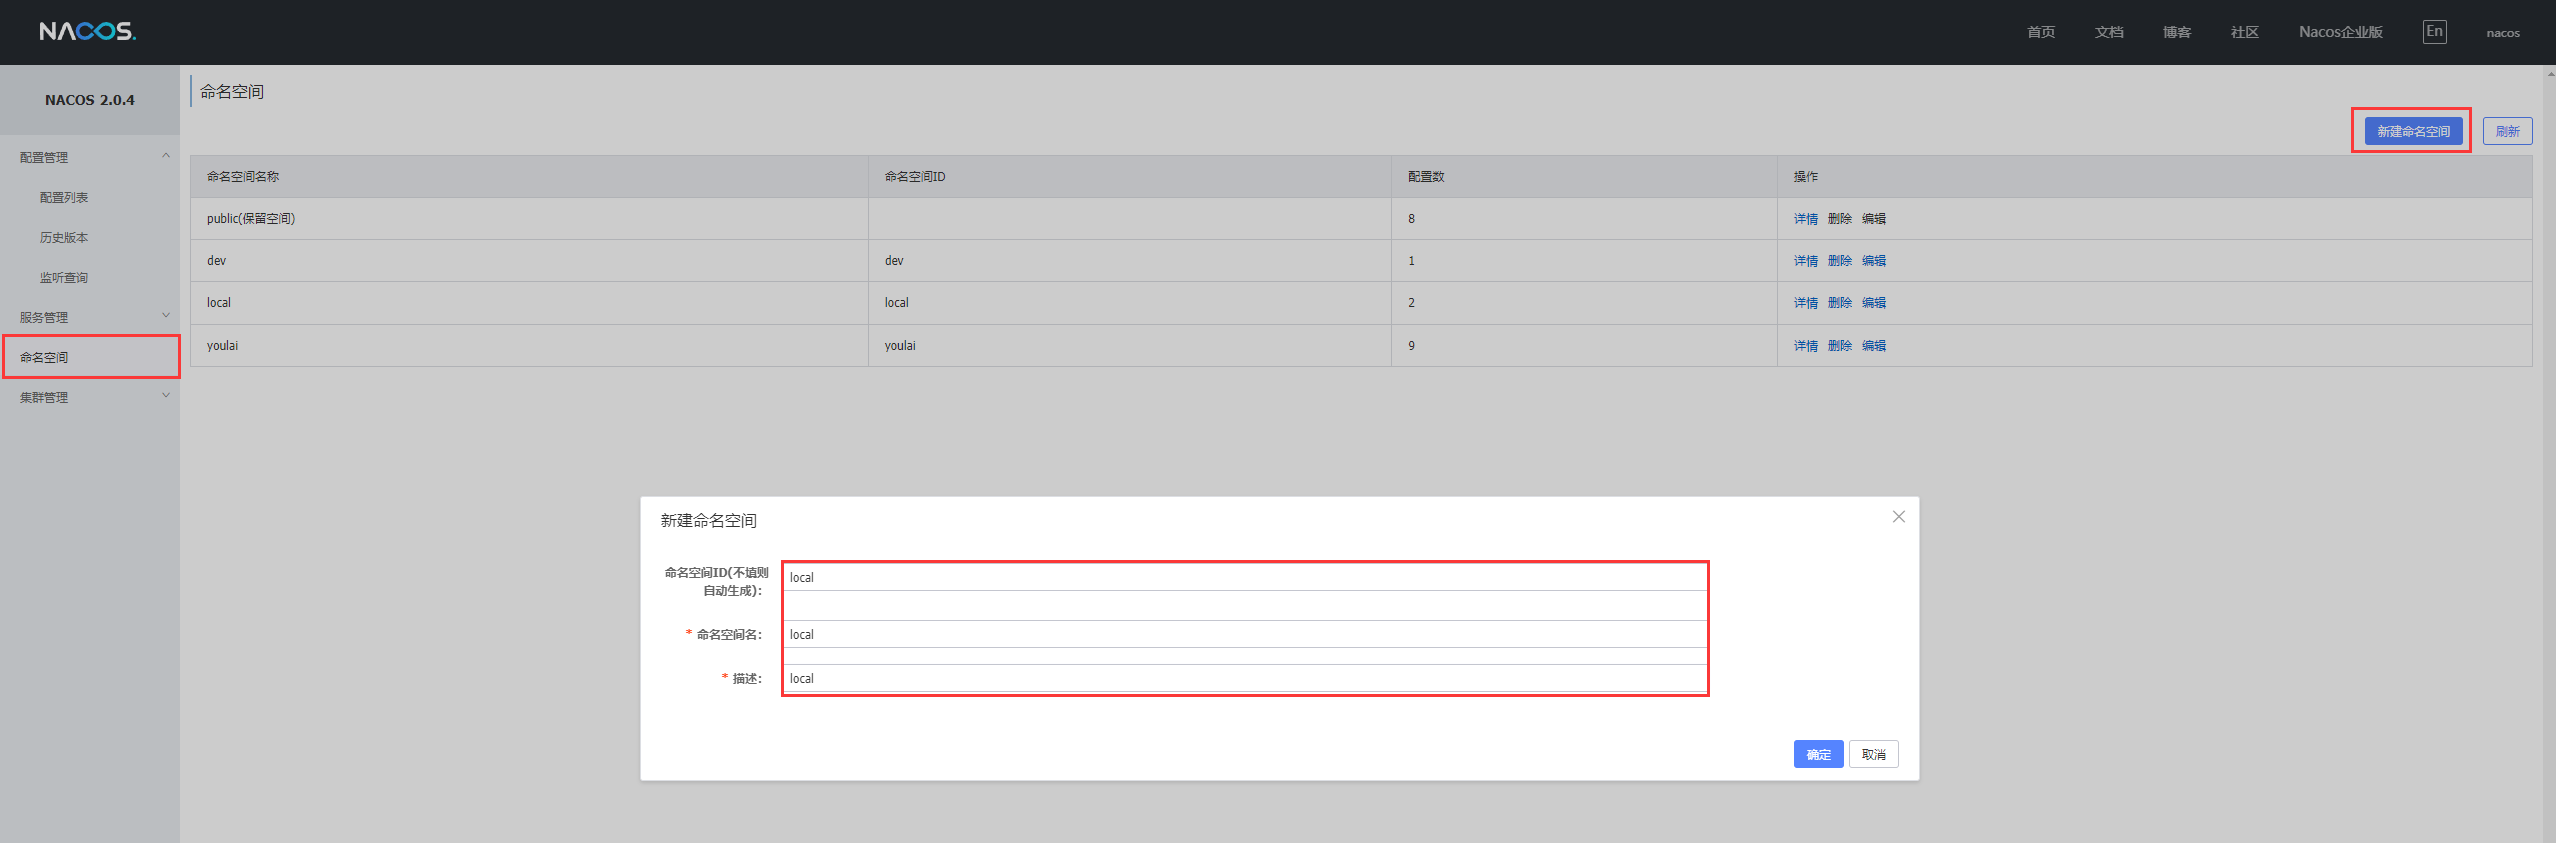 NACOS.
首页 文档 博客 社区 Nacos企业版 En nacos
NACOS 2.0.4
配置管理
配置列表
历史版本
监听查询
服务管理
命名空间
集群管理
命名空间
新建命名空间 刷新
命名空间名称 命名空间ID 配置数 操作
public(保留空间) 8 详情 删除 编辑
dev dev 1 详情 删除 编辑
local local 2 详情 删除 编辑
youlai youlai 9 详情 删除 编辑
新建命名空间
命名空间ID(不填则
自动生成): local
* 命名空间名: local
* 描述: local
确定 取消